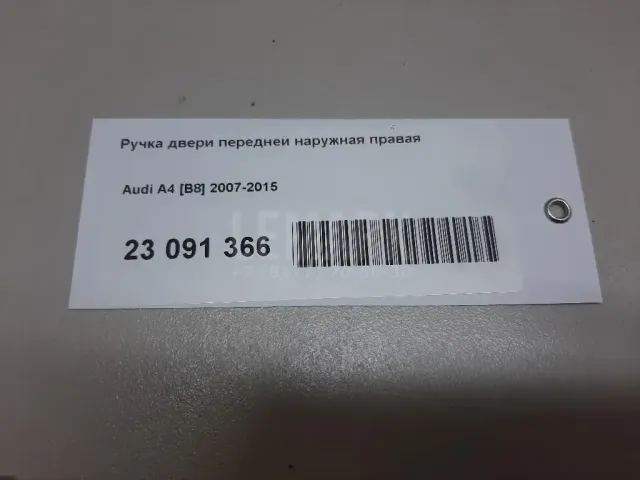 Ручка двери передней наружная правая
Audi A4 [B8] 2007-2015
23 091 366